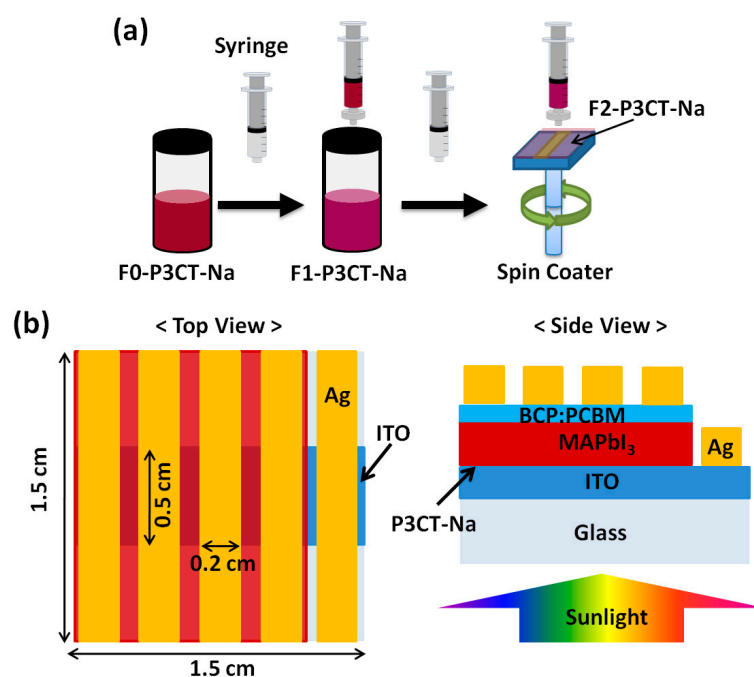 (a)
Syringe
F2-P3CT-Na
F0-P3CT-Na
F1-P3CT-Na
Spin Coater
(b)
< Top View >
< Side View >
Ag
ITO
1.5 cm
0.5 cm
0.2 cm
1.5 cm
BCP:PCBM
MAPbI₃
Ag
ITO
P3CT-Na
Glass
Sunlight